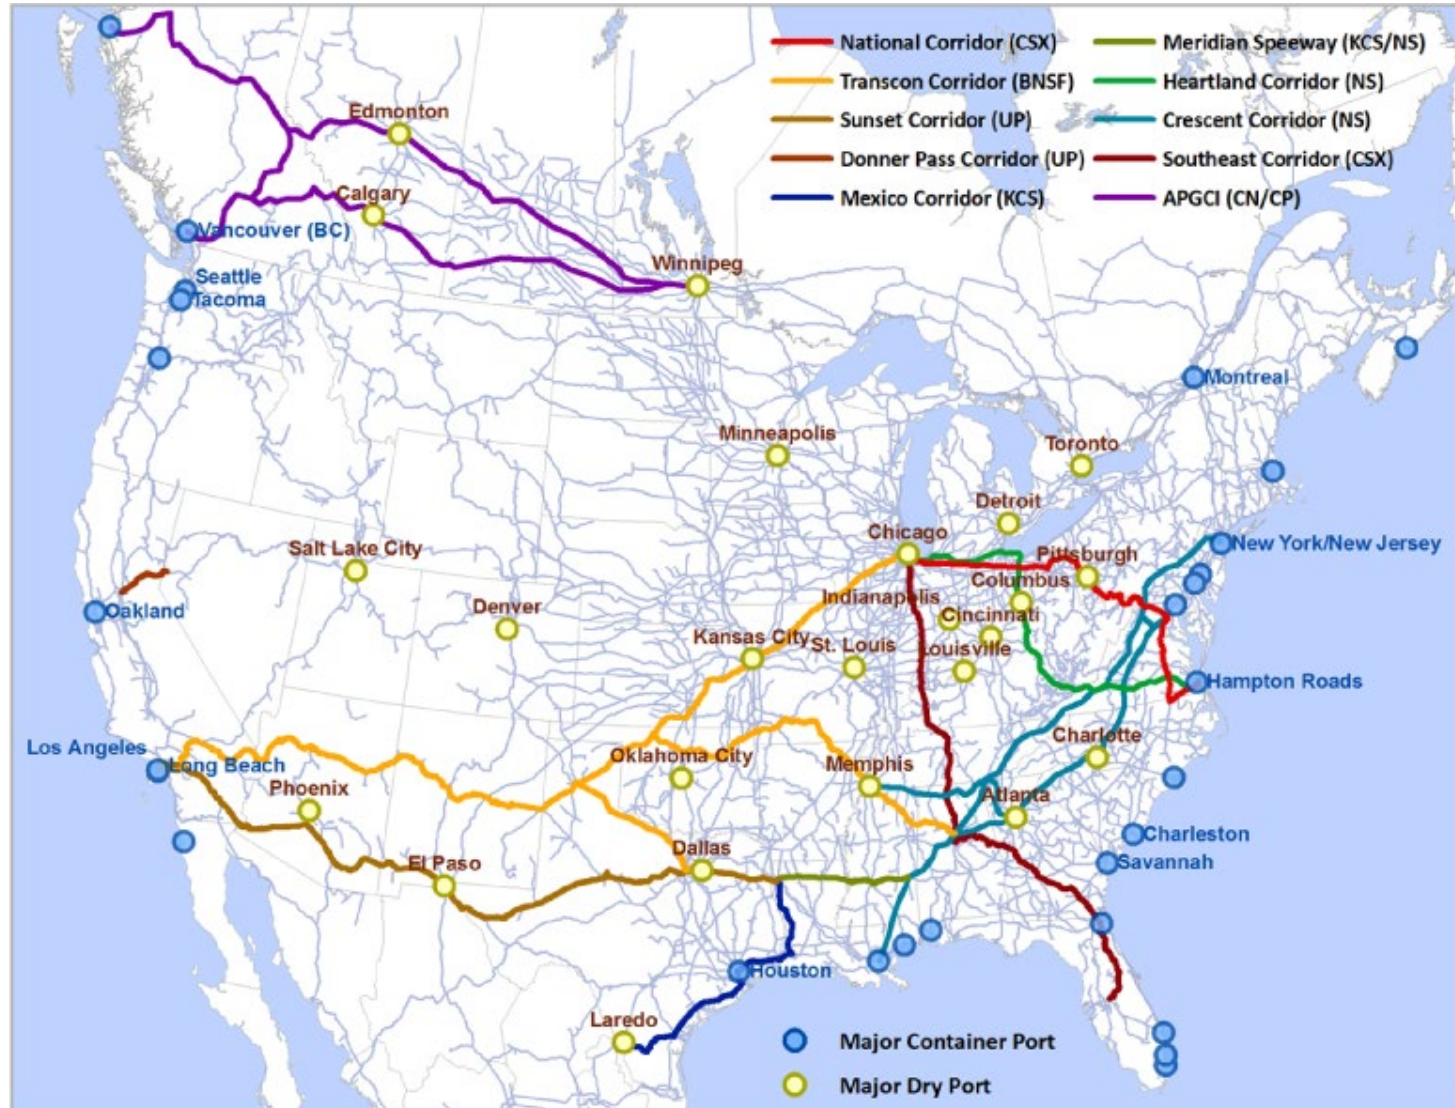 National Corridor (CSX)
Transcon Corridor (BNSF)
Sunset Corridor (UP)
Donner Pass Corridor (UP)
Mexico Corridor (KCS)
Meridian Speeway (KCS/NS)
Heartland Corridor (NS)
Crescent Corridor (NS)
Southeast Corridor (CSX)
APGCI (CN/CP)
Edmonton
Calgary
Vancouver (BC)
Winnipeg
Seattle
Tacoma
Montreal
Minneapolis
Toronto
Detroit
Chicago
New York/New Jersey
Salt Lake City
Pittsburgh
Columbus
Denver
Indianapolis
Oakland
Cincinnati
Kansas City
St. Louis
Louisville
Hampton Roads
Charlotte
Los Angeles
Long Beach
Oklahoma City
Memphis
Phoenix
Atlanta
Charleston
Dallas
El Paso
Savannah
Houston
Laredo
Major Container Port
Major Dry Port